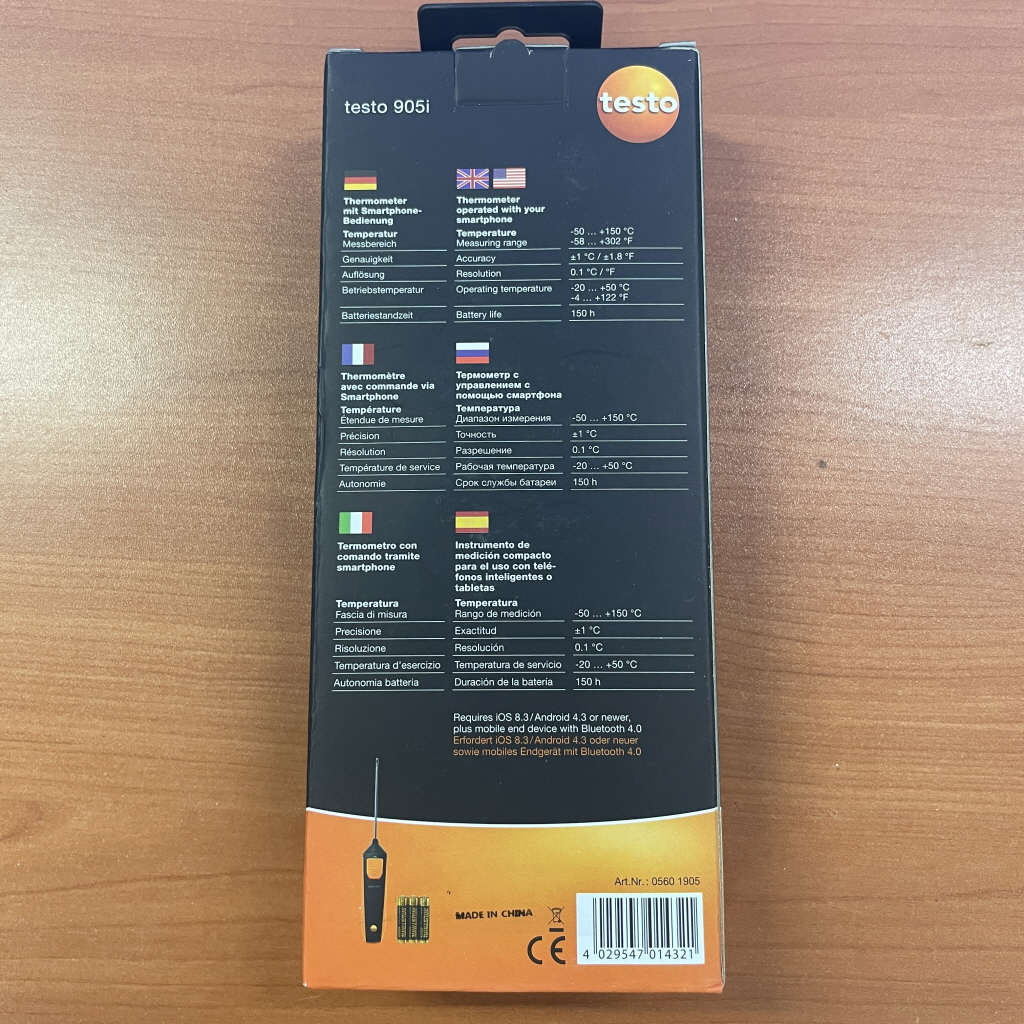 testo 905i
testo
Thermometer
mit Smartphone-
Bedienung
Temperatur
Messbereich
Genauigkeit
Auflösung
Betriebstemperatur
Batteriestandzeit
Thermometer
operated with your
smartphone
Temperature
Measuring range
-50 ... +150 °C
-58 ... +302 °F
Accuracy
±1 °C / ±1.8 °F
Resolution
0.1 °C / °F
Operating temperature
-20 ... +50 °C
-4 ... +122 °F
Battery life
150 h
Thermomètre
avec commande via
Smartphone
Température
Étendue de mesure
Précision
Résolution
Température de service
Autonomie
Термометр с
управлением с
помощью смартфона
Температура
Диапазон измерения
-50 ... +150 °C
Точность
±1 °C
Разрешение
0.1 °C
Рабочая температура
-20 ... +50 °C
Срок службы батареи
150 h
Termometro con
comando tramite
smartphone
Temperatura
Fascia di misura
Precisione
Risoluzione
Temperatura d'esercizio
Autonomia batteria
Instrumento de
medición compacto
para el uso con telé-
fonos inteligentes o
tabletas
Temperatura
Rango de medición
-50 ... +150 °C
Exactitud
±1 °C
Resolución
0.1 °C
Temperatura de servicio
-20 ... +50 °C
Duración de la batería
150 h
Requires iOS 8.3/Android 4.3 or newer,
plus mobile end device with Bluetooth 4.0
Erfordert iOS 8.3/Android 4.3 oder neuer
sowie mobiles Endgerät mit Bluetooth 4.0
Art.Nr.: 0560 1905
MADE IN CHINA
CE
4 029547 014321